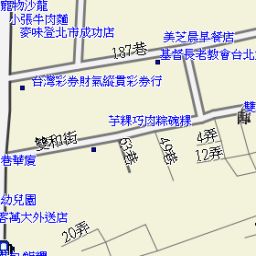 寵物沙龍
小張牛肉麵
麥味登北市成功店
187巷
美芝晨早餐店
基督長老教會台北
台灣彩券財氣縱貫彩券行
雙和街
芋粿巧肉粽碗粿
雙
63巷
49巷
4弄
12弄
巷華廈
幼兒園
客萬大外送店
20弄